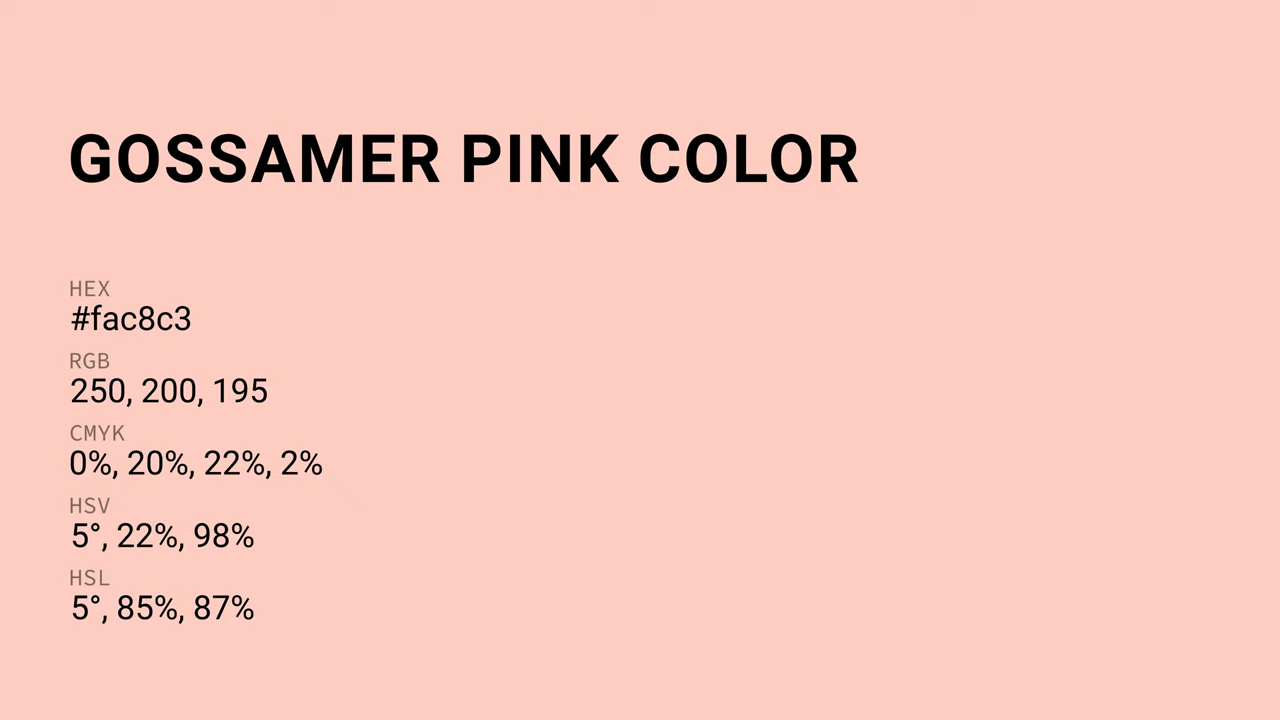 GOSSAMER PINK COLOR
HEX
#fac8c3
RGB
250, 200, 195
CMYK
0%, 20%, 22%, 2%
HSV
5°, 22%, 98%
HSL
5°, 85%, 87%